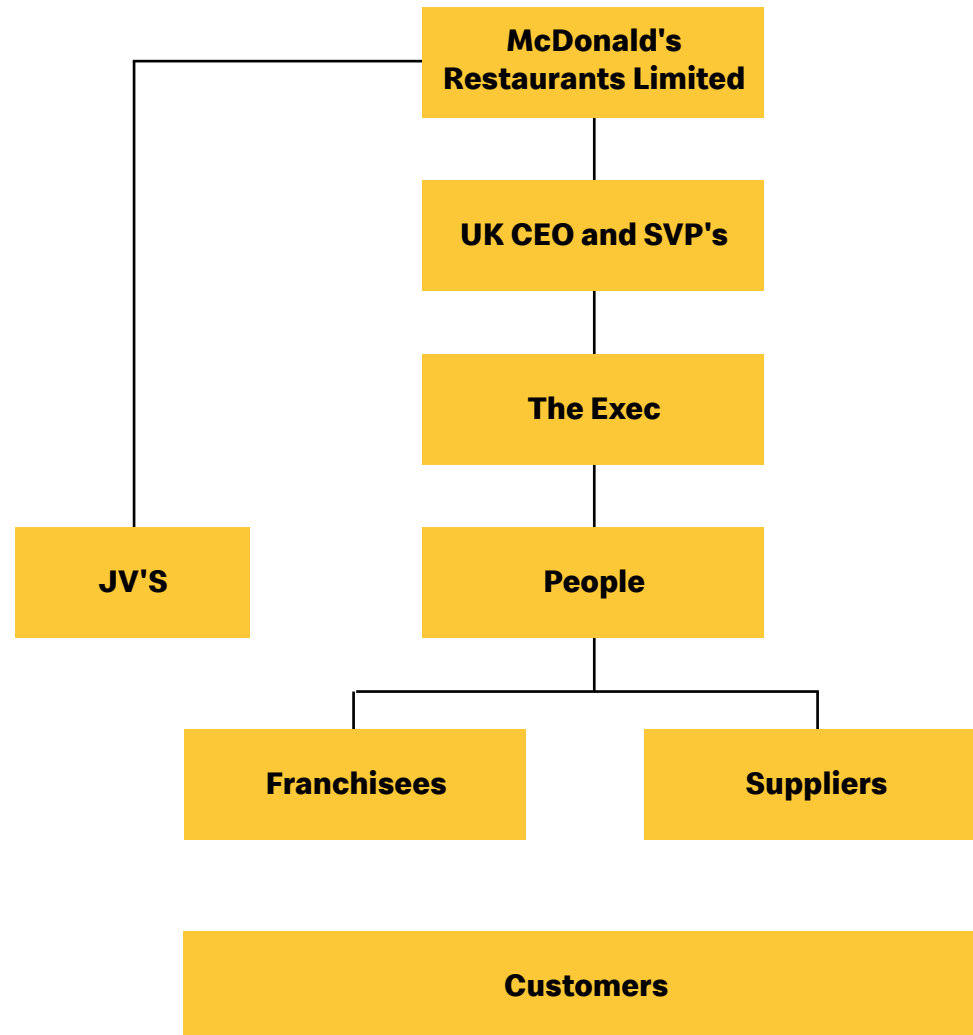 McDonald's
Restaurants Limited
UK CEO and SVP's
The Exec
JV'S
People
Franchisees
Suppliers
Customers